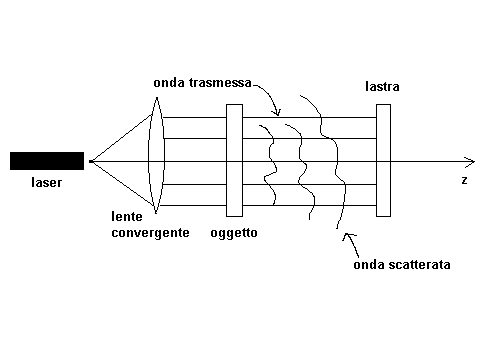 onda trasmessa
lastra
laser
z
lente
convergente
oggetto
onda scatterata